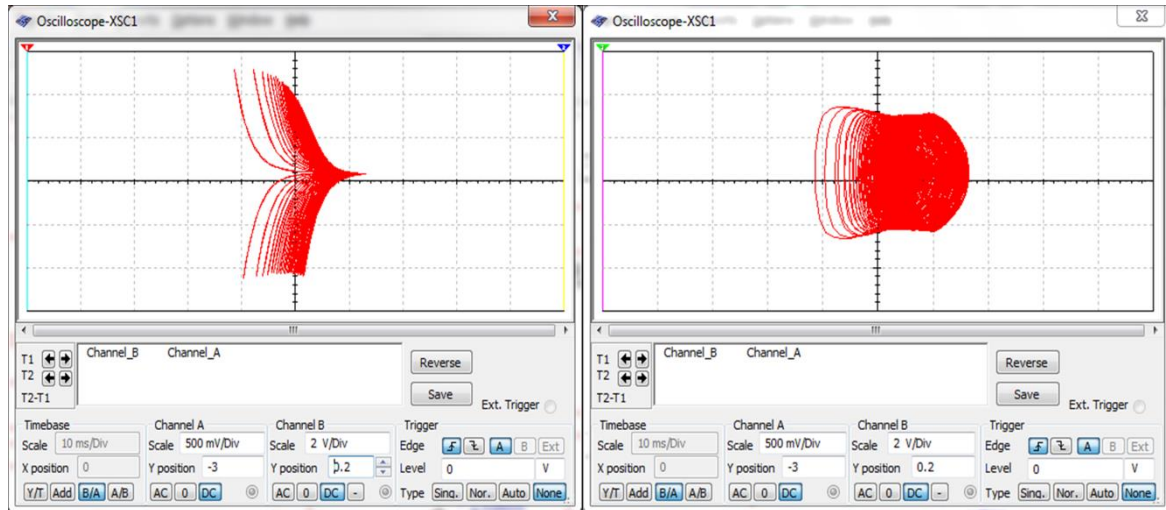 Oscilloscope-XSC1
T1
Channel_B Channel_A
T2
T2-T1
Reverse
Save
Ext. Trigger
Timebase
Scale 10 ms/Div
X position 0
Y/T Add B/A A/B
Channel A
Scale 500 mV/Div
Y position -3
AC 0 DC
Channel B
Scale 2 V/Div
Y position 0.2
AC 0 DC -
Trigger
Edge A B Ext
Level 0 V
Type Sing. Nor. Auto None
Oscilloscope-XSC1
T1
Channel_B Channel_A
T2
T2-T1
Reverse
Save
Ext. Trigger
Timebase
Scale 10 ms/Div
X position 0
Y/T Add B/A A/B
Channel A
Scale 500 mV/Div
Y position -3
AC 0 DC
Channel B
Scale 2 V/Div
Y position 0.2
AC 0 DC -
Trigger
Edge A B Ext
Level 0 V
Type Sing. Nor. Auto None